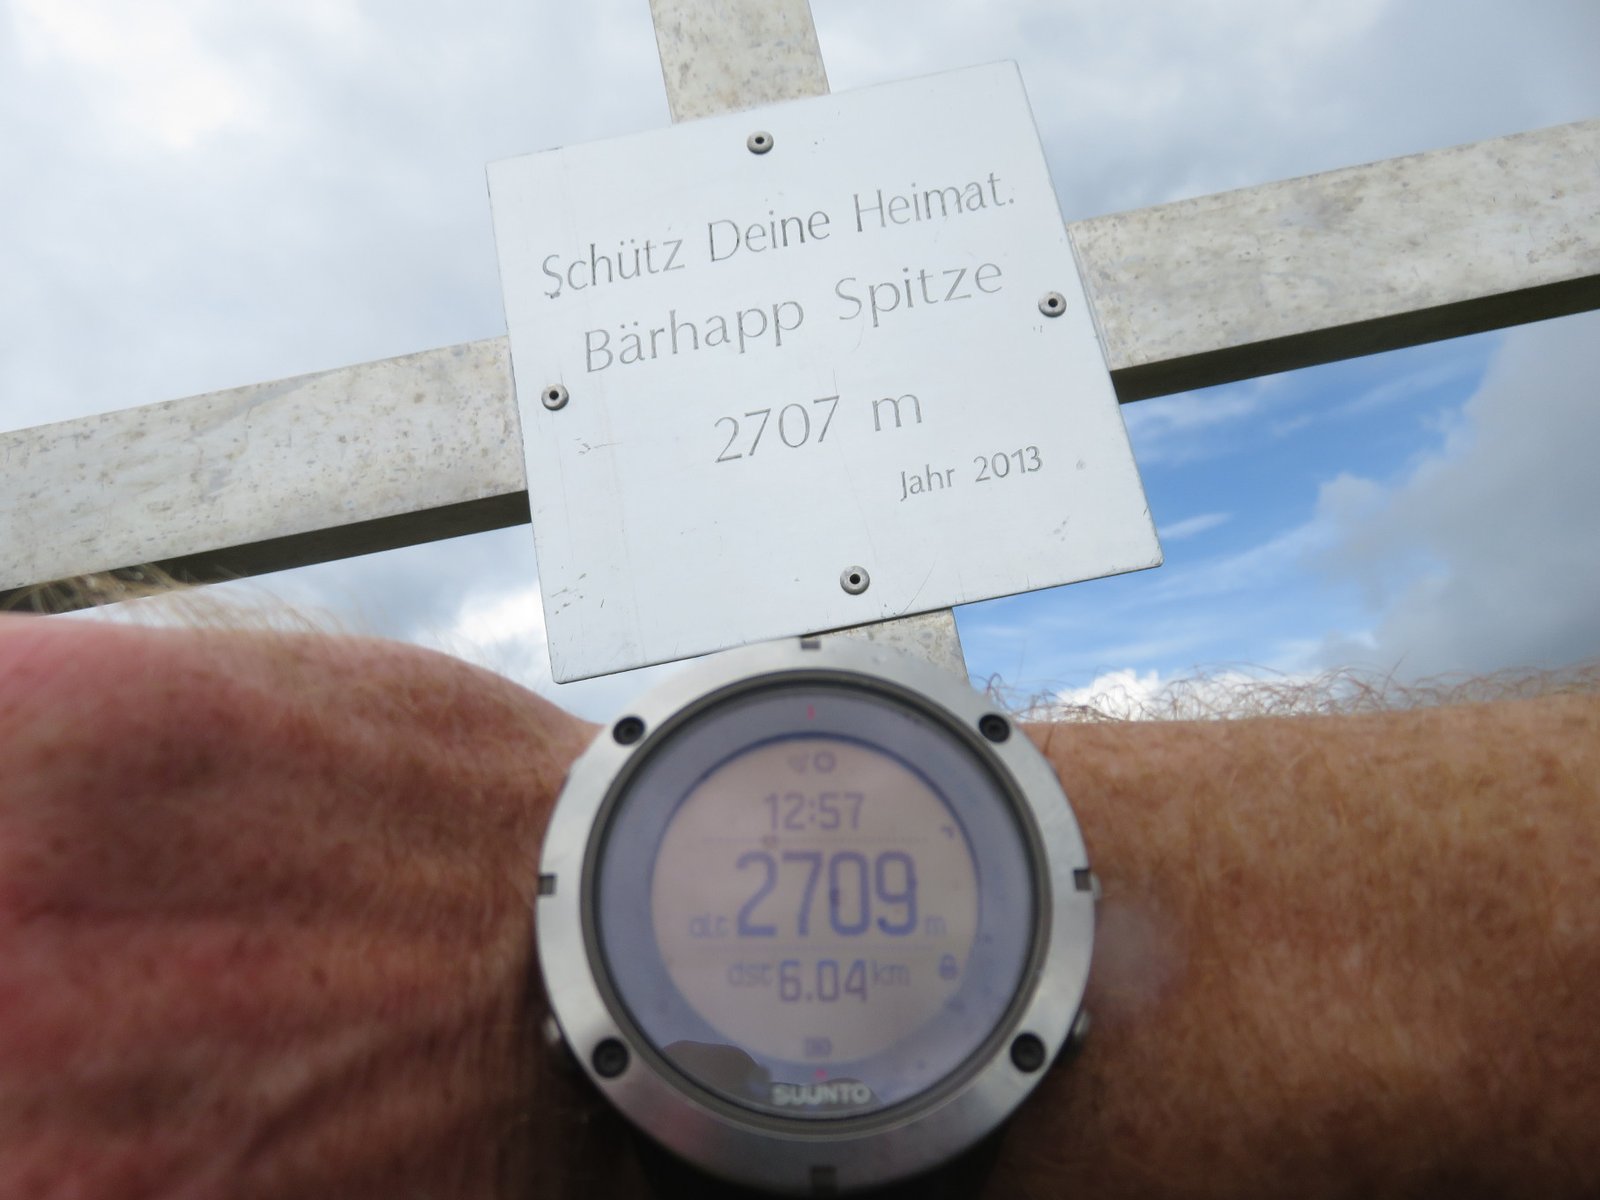 Schütz Deine Heimat.
Bärhapp Spitze
2707 m
Jahr 2013
12:57
alt 2709 m
dst 6.04 km
SUUNTO